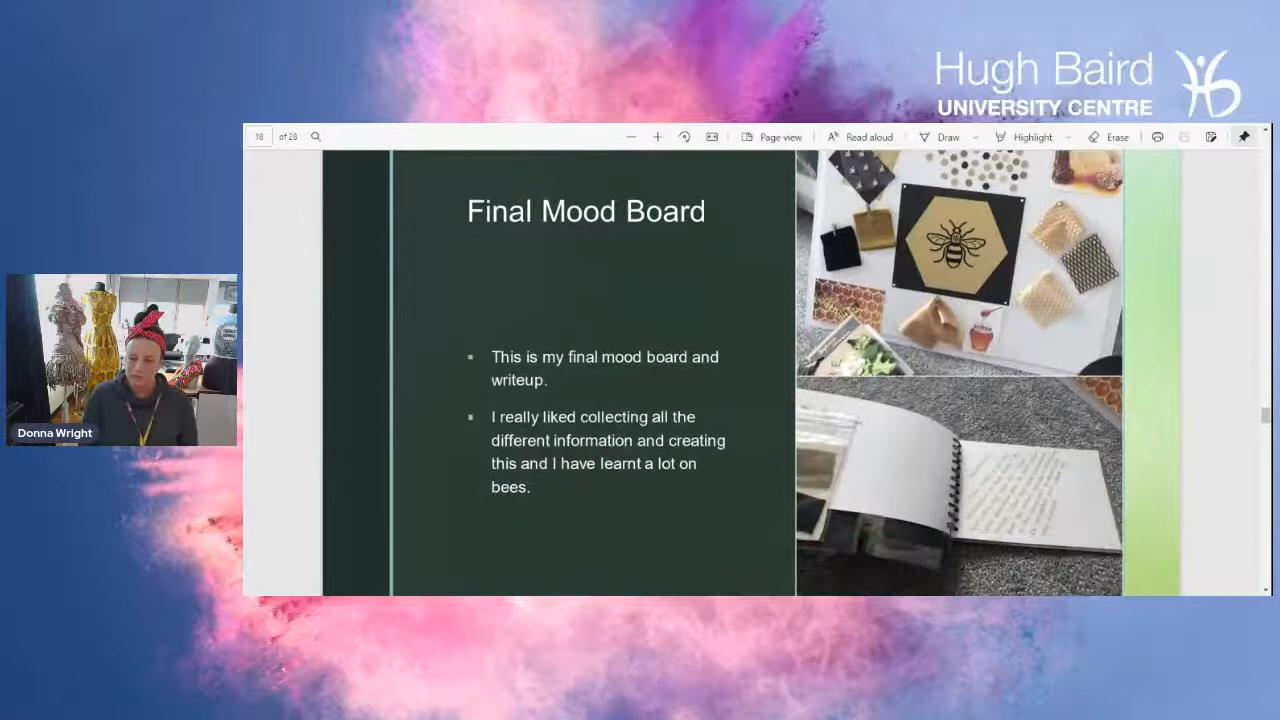 Hugh Baird
UNIVERSITY CENTRE
18 of 28
Page view
Read aloud
Draw
Highlight
Erase
Final Mood Board
This is my final mood board and
writeup.
I really liked collecting all the
different information and creating
this and I have learnt a lot on
bees.
Donna Wright